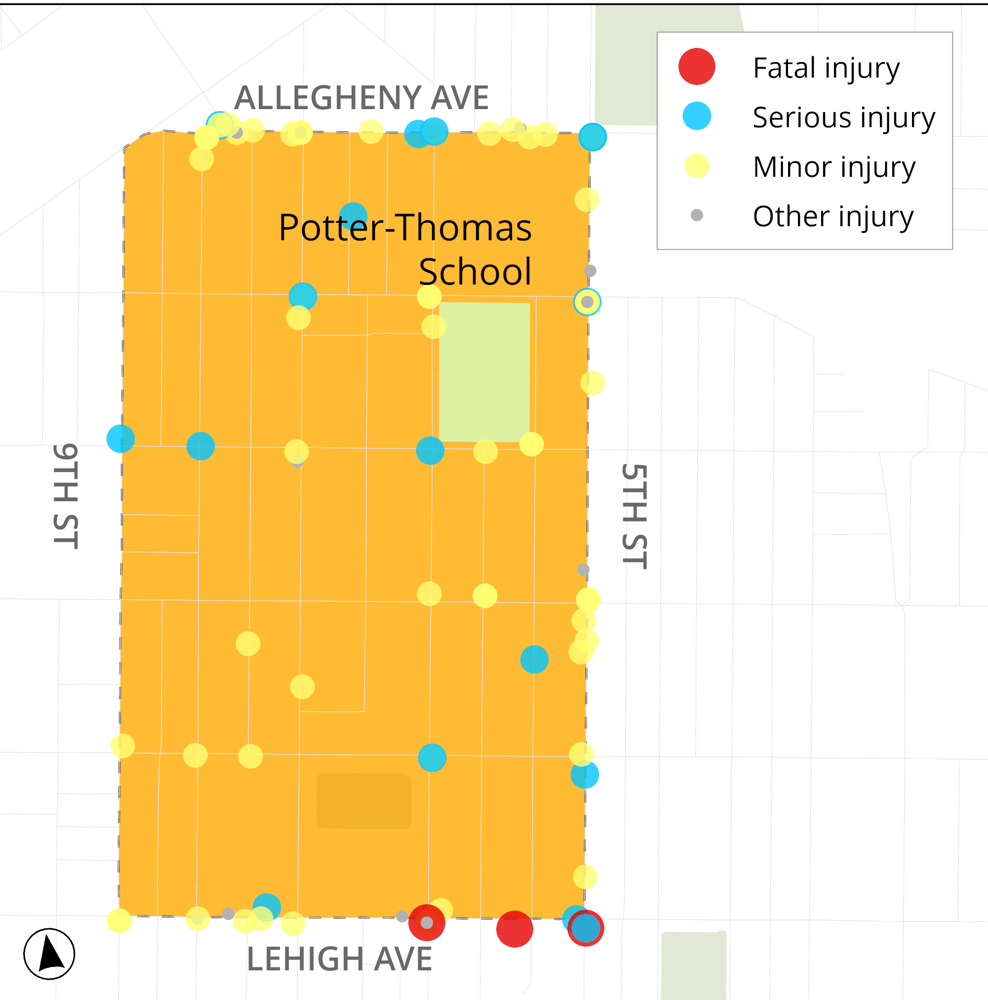 ALLEGHENY AVE
Fatal injury
Serious injury
Minor injury
Other injury
Potter-Thomas
School
9TH ST
5TH ST
LEHIGH AVE